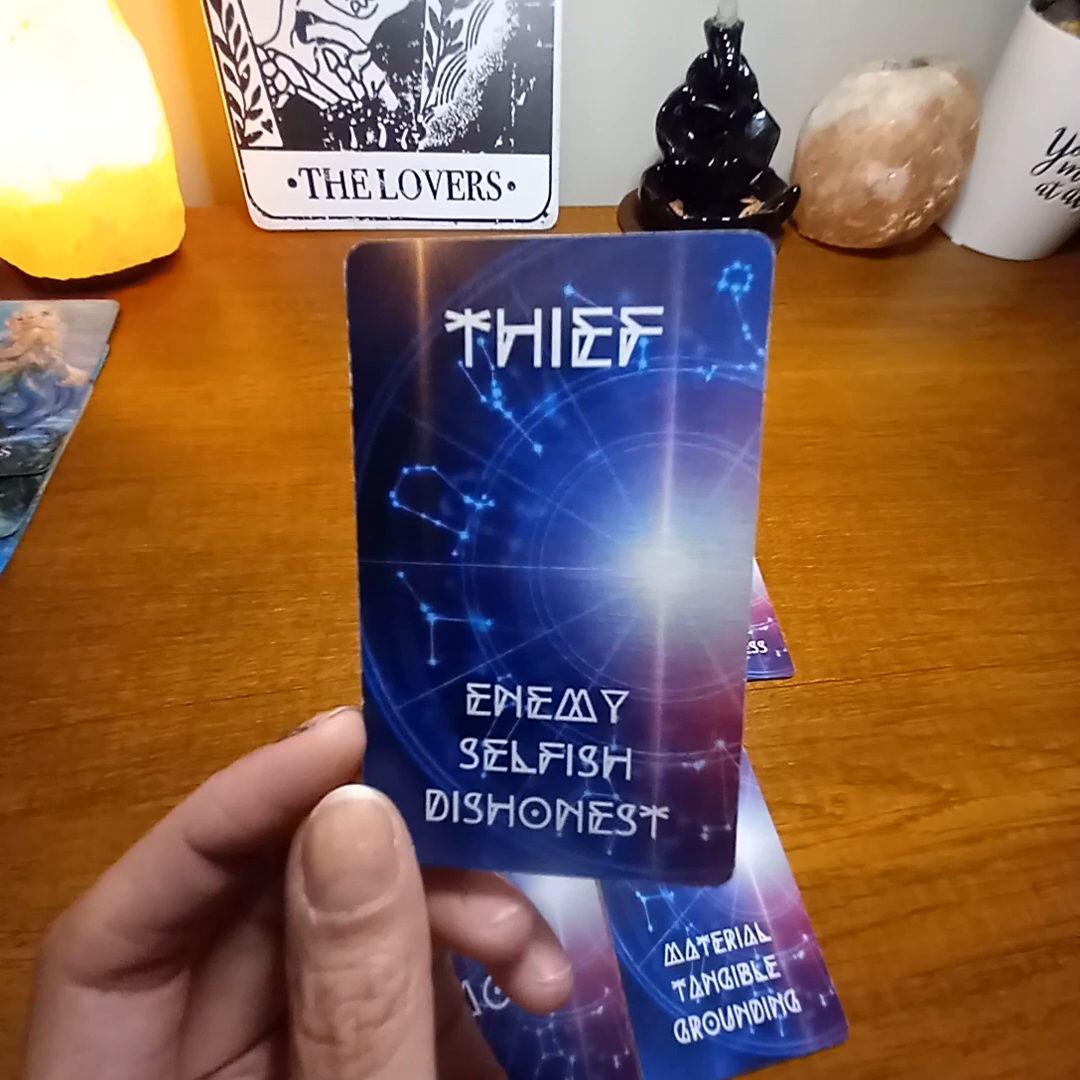 •THE LOVERS•
THIEF
ENEMY
SELFISH
DISHONEST
MATERIAL
TANGIBLE
GROUNDING